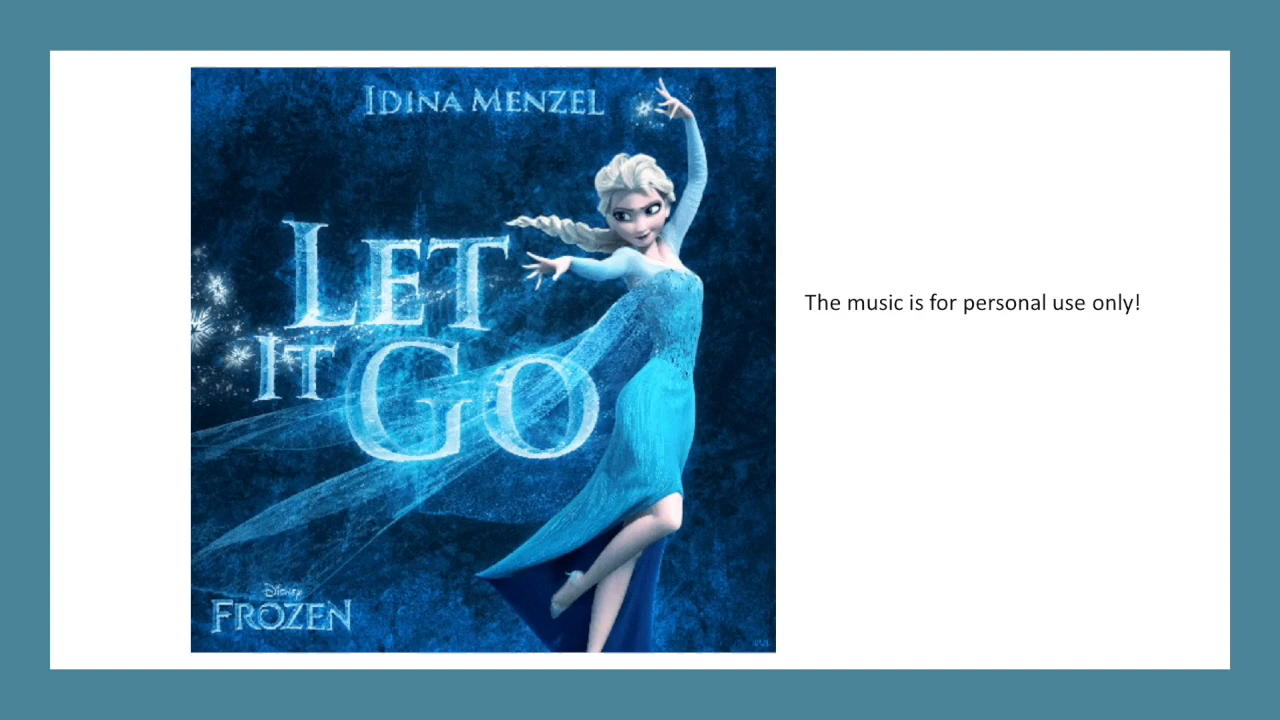 IDINA MENZEL
LET
IT GO
The music is for personal use only!
Disney
FROZEN